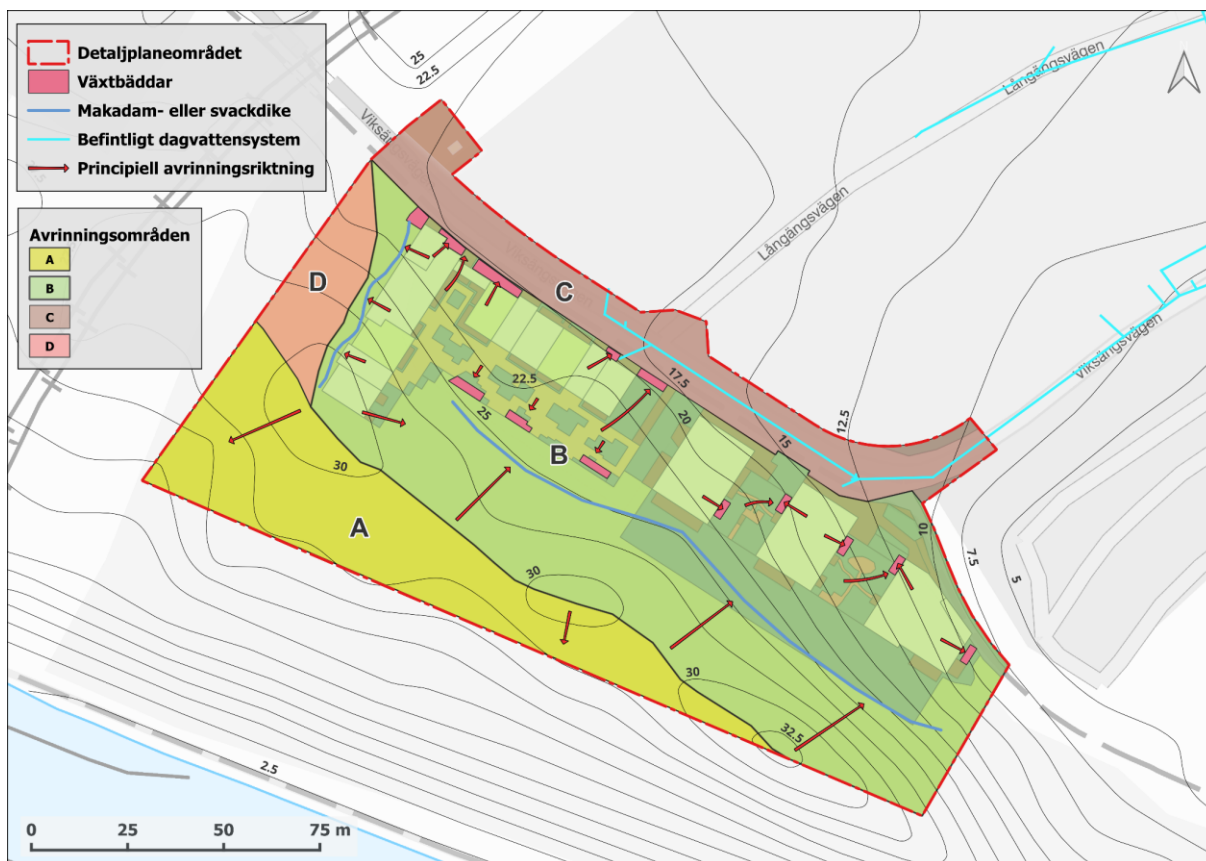 Detaljplaneområdet
Växtbäddar
Makadam- eller svackdike
Befintligt dagvattensystem
Principiell avrinningsriktning
Avrinningsområden
A
B
C
D
25
22.5
Långängsvägen
Långängsvägen
Viksängsvägen
D
C
B
A
22.5
25
17.5
20
15
12.5
10
7.5
5
30
30
30
32.5
2.5
0 25 50 75 m